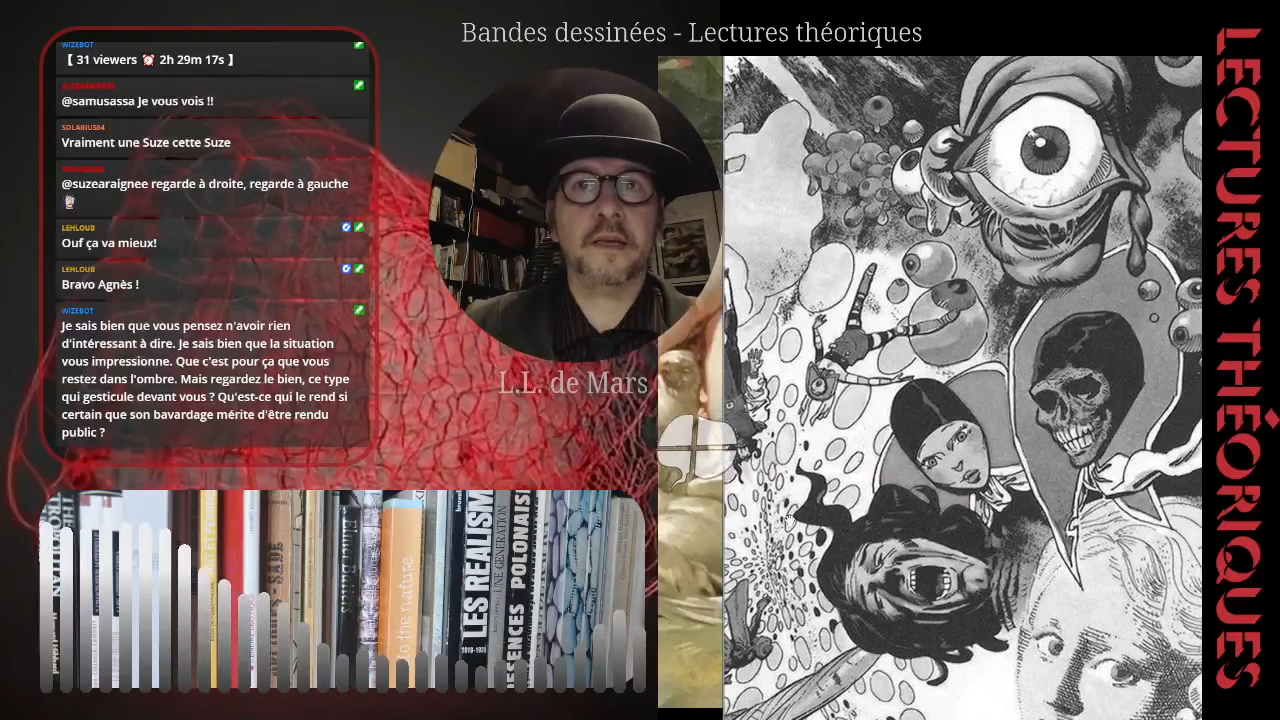 Bandes dessinées - Lectures théoriques
WIZEBOT
【 31 viewers ⏰ 2h 29m 17s 】
@samusassa Je vous vois !!
SOLARIUS64
Vraiment une Suze cette Suze
@suzearaignee regarde à droite, regarde à gauche
LEHLOUB
Ouf ça va mieux!
LEHLOUB
Bravo Agnès !
WIZEBOT
Je sais bien que vous pensez n'avoir rien
d'intéressant à dire. Je sais bien que la situation
vous impressionne. Que c'est pour ça que vous
restez dans l'ombre. Mais regardez le bien, ce type
qui gesticule devant vous ? Qu'est-ce qui le rend si
certain que son bavardage mérite d'être rendu
public ?
L.L. de Mars
to the nature
LES REALISM
1919-1939
UNE GENERATION
POLONAIS
LECTURES THÉORIQUES